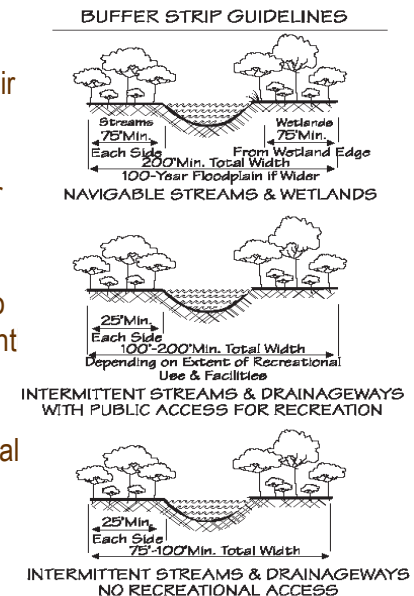 BUFFER STRIP GUIDELINES
ir
Streams
75'Min.
Each Side
Wetlands
75'Min.
From Wetland Edge
200'Min. Total Width
100-Year Floodplain if Wider
NAVIGABLE STREAMS & WETLANDS
25'Min.
Each Side
100'-200'Min. Total Width
Depending on Extent of Recreational
Use & Facilities
INTERMITTENT STREAMS & DRAINAGEWAYS
WITH PUBLIC ACCESS FOR RECREATION
nt
al
25'Min.
Each Side
75'-100'Min. Total Width
INTERMITTENT STREAMS & DRAINAGEWAYS
NO RECREATIONAL ACCESS